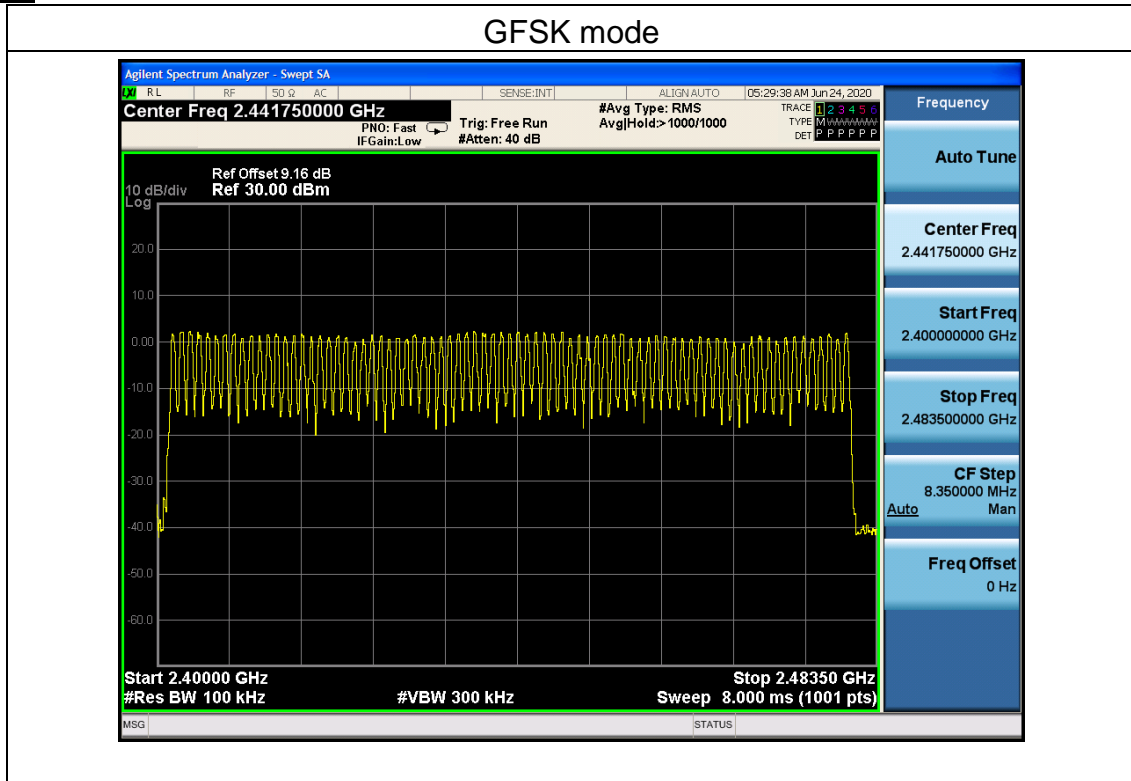 GFSK mode
Agilent Spectrum Analyzer - Swept SA
LXI RL RF 50 Ω AC SENSE:INT ALIGN AUTO 05:29:38 AM Jun 24, 2020
Center Freq 2.441750000 GHz
PNO: Fast
IFGain:Low
Trig: Free Run
#Atten: 40 dB
#Avg Type: RMS
Avg|Hold:>1000/1000
TRACE 1 2 3 4 5 6
TYPE M WWWWW
DET P P P P P P
Ref Offset 9.16 dB
10 dB/div Ref 30.00 dBm
Log
20.0
10.0
0.00
-10.0
-20.0
-30.0
-40.0
-50.0
-60.0
Start 2.40000 GHz
Stop 2.48350 GHz
#Res BW 100 kHz
#VBW 300 kHz
Sweep 8.000 ms (1001 pts)
MSG
STATUS
Frequency
Auto Tune
Center Freq
2.441750000 GHz
Start Freq
2.400000000 GHz
Stop Freq
2.483500000 GHz
CF Step
8.350000 MHz
Auto Man
Freq Offset
0 Hz